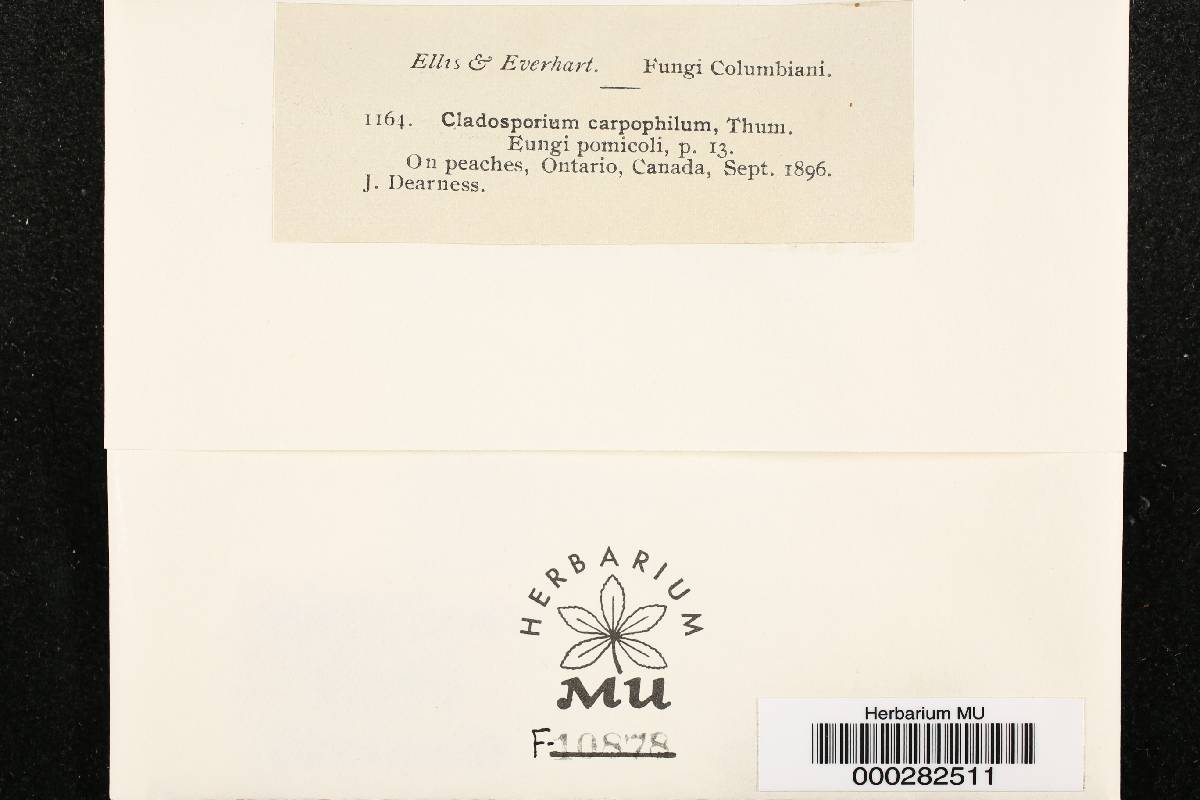 Ellis & Everhart. Fungi Columbiani.
1164. Cladosporium carpophilum, Thum.
Fungi pomicoli, p. 13.
On peaches, Ontario, Canada, Sept. 1896.
J. Dearness.
HERBARIUM
MU
F-10878
Herbarium MU
000282511